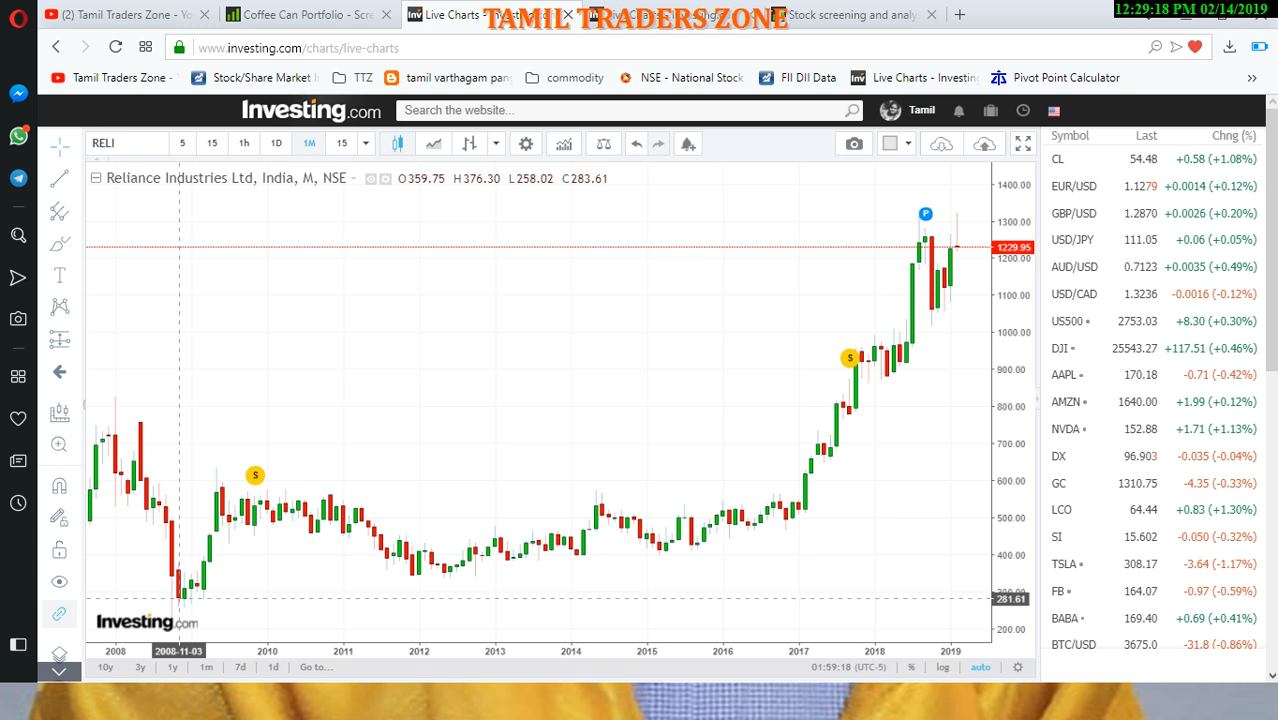 (2) Tamil Traders Zone - Yo
Coffee Can Portfolio - Scre
Live Charts - Investing.co
TAMIL TRADERS ZONE
Stock screening and analys
12:29:18 PM 02/14/2019
www.investing.com/charts/live-charts
Tamil Traders Zone -
Stock/Share Market I
TTZ
tamil varthagam pan
commodity
NSE - National Stock
FII DII Data
Live Charts - Investin
Pivot Point Calculator
Investing.com
Search the website...
Tamil
RELI
5
15
1h
1D
1M
15
Reliance Industries Ltd, India, M, NSE
O359.75 H376.30 L258.02 C283.61
Symbol Last Chng (%)
CL 54.48 +0.58 (+1.08%)
EUR/USD 1.1279 +0.0014 (+0.12%)
GBP/USD 1.2870 +0.0026 (+0.20%)
USD/JPY 111.05 +0.06 (+0.05%)
AUD/USD 0.7123 +0.0035 (+0.49%)
USD/CAD 1.3236 -0.0016 (-0.12%)
US500 2753.03 +8.30 (+0.30%)
DJI 25543.27 +117.51 (+0.46%)
AAPL 170.18 -0.71 (-0.42%)
AMZN 1640.00 +1.99 (+0.12%)
NVDA 152.88 +1.71 (+1.13%)
DX 96.903 -0.035 (-0.04%)
GC 1310.75 -4.35 (-0.33%)
LCO 64.44 +0.83 (+1.30%)
SI 15.602 -0.050 (-0.32%)
TSLA 308.17 -3.64 (-1.17%)
FB 164.07 -0.97 (-0.59%)
BABA 169.40 +0.69 (+0.41%)
BTC/USD 3675.0 -31.8 (-0.86%)
1400.00
1300.00
1229.95
1200.00
1100.00
1000.00
900.00
800.00
700.00
600.00
500.00
400.00
281.61
200.00
P
S
S
Investing.com
2008 2008-11-03 2010 2011 2012 2013 2014 2015 2016 2017 2018 2019
10y 3y 1y 1m 7d 1d Go to...
01:59:18 (UTC-5) % log auto